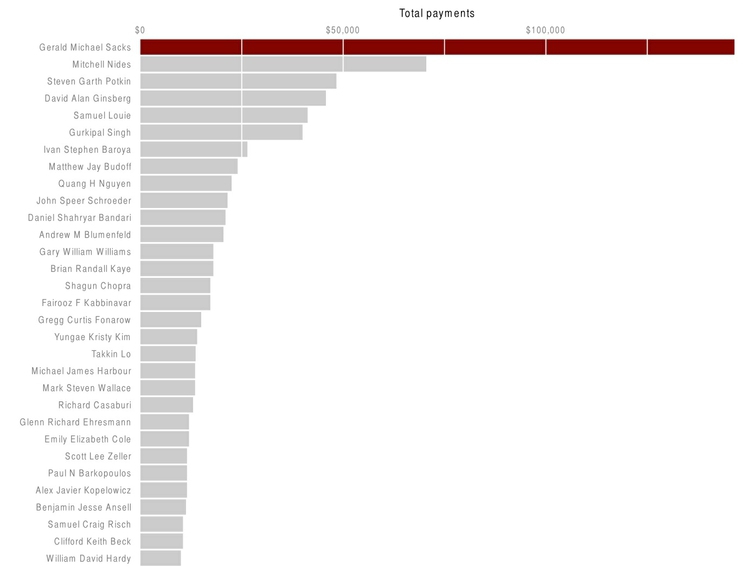 Total payments
$0 $50,000 $100,000
Gerald Michael Sacks
Mitchell Nides
Steven Garth Potkin
David Alan Ginsberg
Samuel Louie
Gurkipal Singh
Ivan Stephen Baroya
Matthew Jay Budoff
Quang H Nguyen
John Speer Schroeder
Daniel Shahryar Bandari
Andrew M Blumenfeld
Gary William Williams
Brian Randall Kaye
Shagun Chopra
Fairooz F Kabbinavar
Gregg Curtis Fonarow
Yungae Kristy Kim
Takkin Lo
Michael James Harbour
Mark Steven Wallace
Richard Casaburi
Glenn Richard Ehresmann
Emily Elizabeth Cole
Scott Lee Zeller
Paul N Barkopoulos
Alex Javier Kopelowicz
Benjamin Jesse Ansell
Samuel Craig Risch
Clifford Keith Beck
William David Hardy